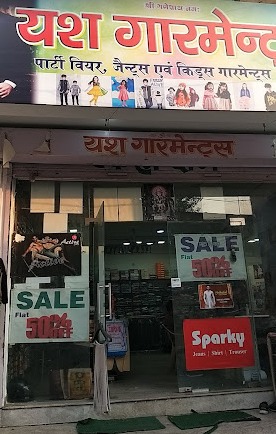 श्री गणेशाय नमः
यश गारमेन्ट
पार्टी वियर, जैन्ट्स एवं किड्स गारमेन्ट्स
यश गारमेन्ट्स
SALE
Flat
50%
SALE
Flat
50%
Sparky
Jeans | Shirt | Trouser